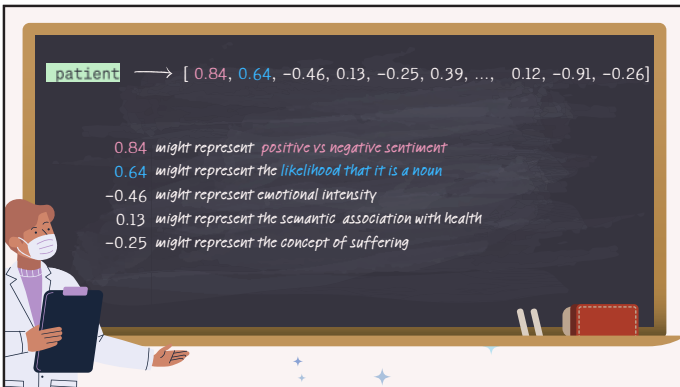 patient ⟶ [ 0.84, 0.64, −0.46, 0.13, −0.25, 0.39, ..., 0.12, −0.91, −0.26]
0.84 might represent positive vs negative sentiment
0.64 might represent the likelihood that it is a noun
−0.46 might represent emotional intensity
0.13 might represent the semantic association with health
−0.25 might represent the concept of suffering